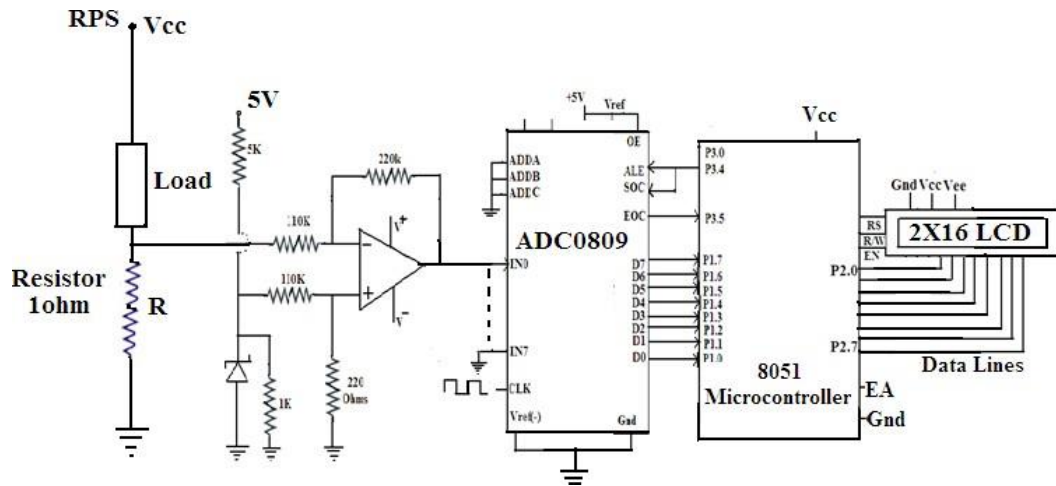 RPS
Vcc
Load
Resistor
1ohm
R
5V
5K
220k
110K
110K
V+
V-
1E
220
Ohms
+5V
Vref
OE
ADDA
ADDB
ADDC
ALE
SOC
EOC
ADC0809
IN0
IN7
CLK
Vref(-)
Gnd
D7
D6
D5
D4
D3
D2
D1
D0
Vcc
P3.0
P3.4
P3.5
P1.7
P1.6
P1.5
P1.4
P1.3
P1.2
P1.1
P1.0
8051
Microcontroller
P2.0
P2.7
EA
Gnd
RS
R/W
EN
Gnd Vcc Vee
2X16 LCD
Data Lines